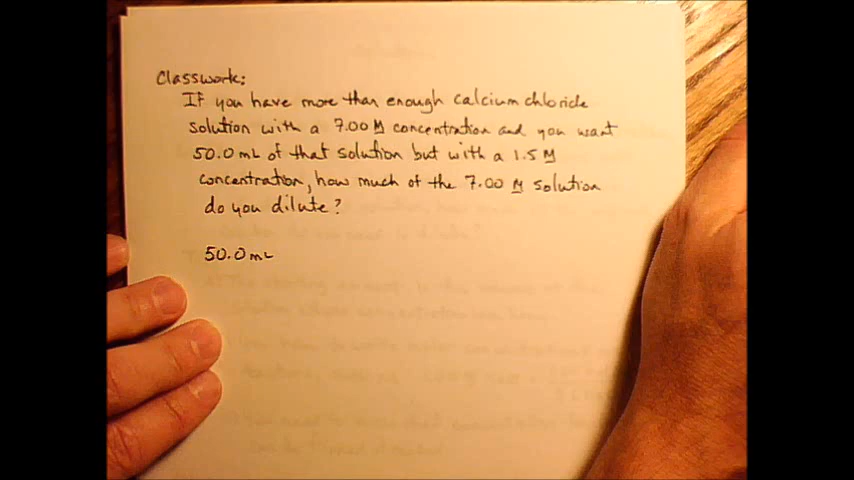 Classwork:
If you have more than enough calcium chloride
solution with a 7.00 M concentration and you want
50.0 mL of that solution but with a 1.5 M
concentration, how much of the 7.00 M solution
do you dilute?
50.0 mL